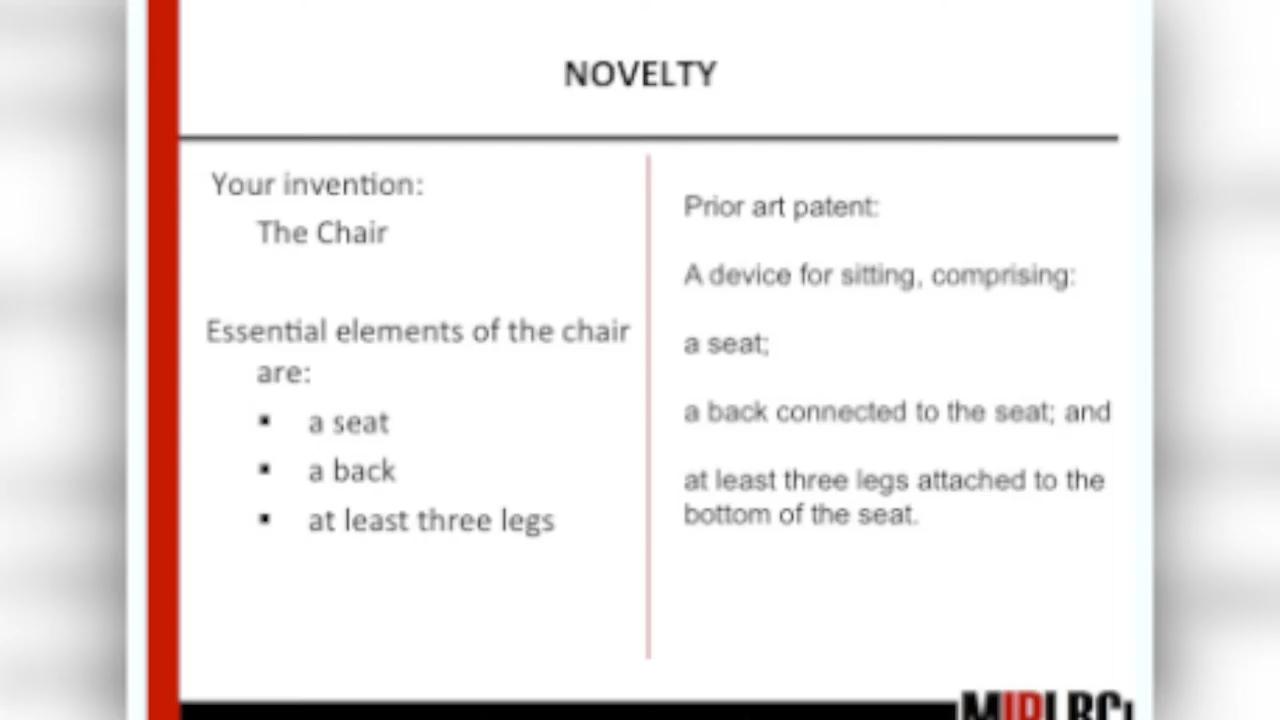 NOVELTY
Your invention:
The Chair
Essential elements of the chair
are:
▪ a seat
▪ a back
▪ at least three legs
Prior art patent:
A device for sitting, comprising:
a seat;
a back connected to the seat; and
at least three legs attached to the
bottom of the seat.